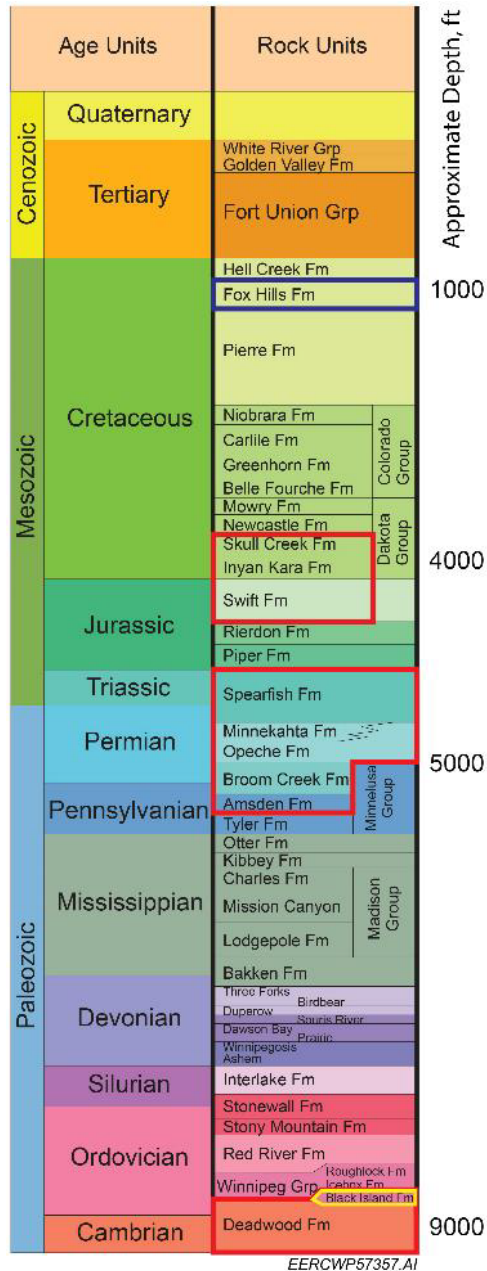 Age Units
Rock Units
Approximate Depth, ft
Cenozoic
Quaternary
Tertiary
White River Grp
Golden Valley Fm
Fort Union Grp
Mesozoic
Cretaceous
Hell Creek Fm
Fox Hills Fm
1000
Pierre Fm
Niobrara Fm
Carlile Fm
Greenhorn Fm
Belle Fourche Fm
Colorado
Group
Mowry Fm
Newcastle Fm
Skull Creek Fm
Inyan Kara Fm
Dakota
Group
4000
Jurassic
Swift Fm
Rierdon Fm
Piper Fm
Triassic
Spearfish Fm
Paleozoic
Permian
Minnekahta Fm
Opeche Fm
5000
Broom Creek Fm
Pennsylvanian
Amsden Fm
Tyler Fm
Minnelusa
Group
Mississippian
Otter Fm
Kibbey Fm
Charles Fm
Mission Canyon
Lodgepole Fm
Madison
Group
Bakken Fm
Devonian
Three Forks
Birdbear
Duperow
Souris River
Dawson Bay
Prairie
Winnipegosis
Ashern
Silurian
Interlake Fm
Ordovician
Stonewall Fm
Stony Mountain Fm
Red River Fm
Roughlock Fm
Winnipeg Grp
Icebox Fm
Black Island Fm
Cambrian
Deadwood Fm
9000
EERCWP57357.AI